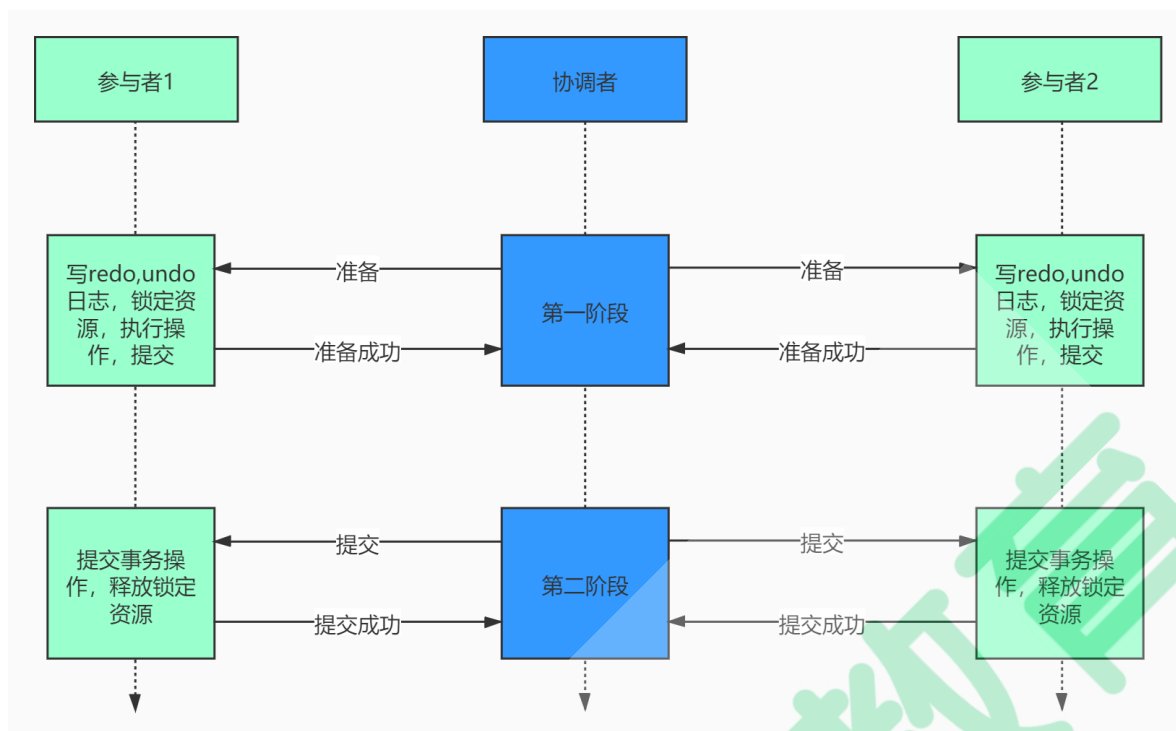 参与者1
协调者
参与者2
写redo,undo
日志，锁定资
源，执行操
作，提交
准备
准备成功
第一阶段
准备
准备成功
写redo,undo
日志，锁定资
源，执行操
作，提交
提交事务操
作，释放锁定
资源
提交
提交成功
第二阶段
提交
提交成功
提交事务操
作，释放锁定
资源
教育